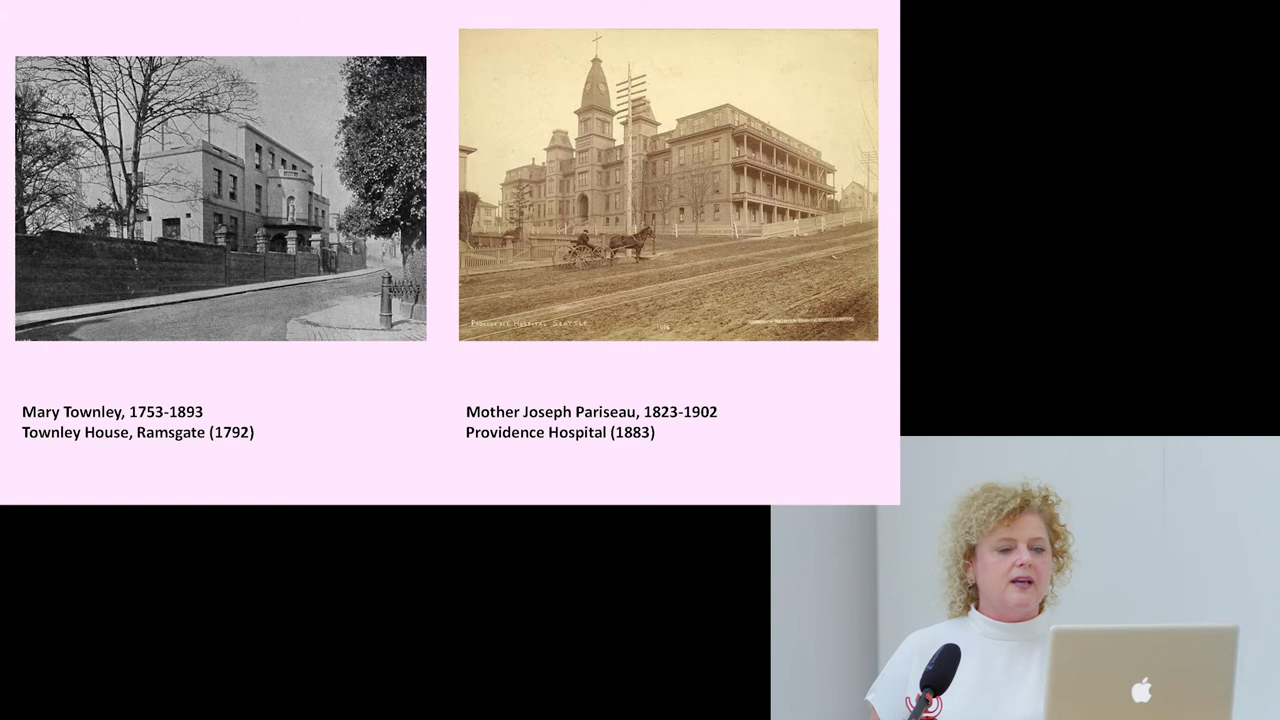 PROVIDENCE HOSPITAL SEATTLE
Mary Townley, 1753-1893
Townley House, Ramsgate (1792)
Mother Joseph Pariseau, 1823-1902
Providence Hospital (1883)